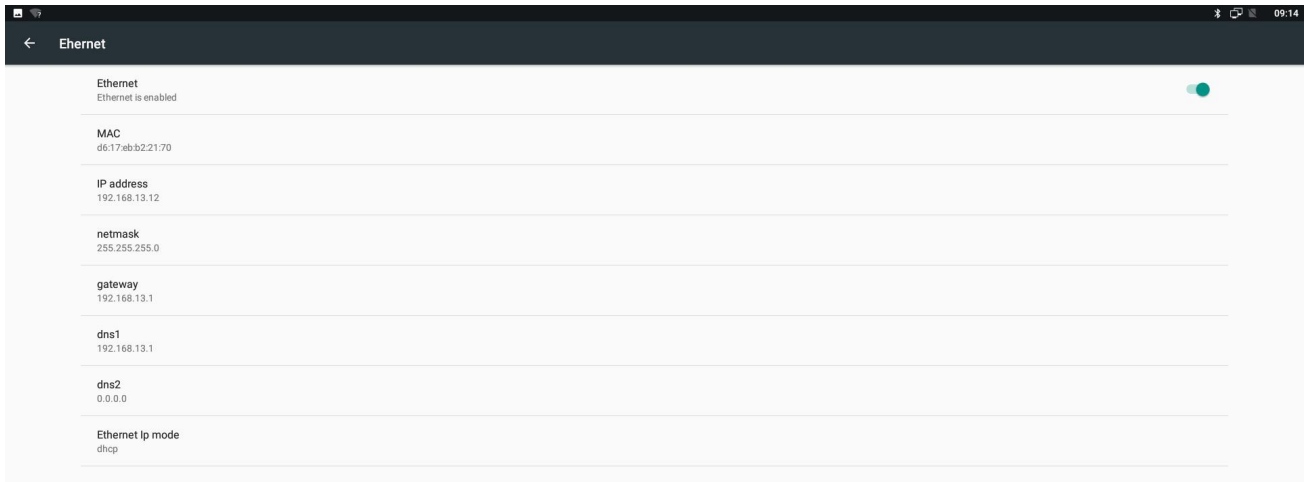 09:14
Ehernet
Ethernet
Ethernet is enabled
MAC
d6:17:eb:b2:21:70
IP address
192.168.13.12
netmask
255.255.255.0
gateway
192.168.13.1
dns1
192.168.13.1
dns2
0.0.0.0
Ethernet Ip mode
dhcp